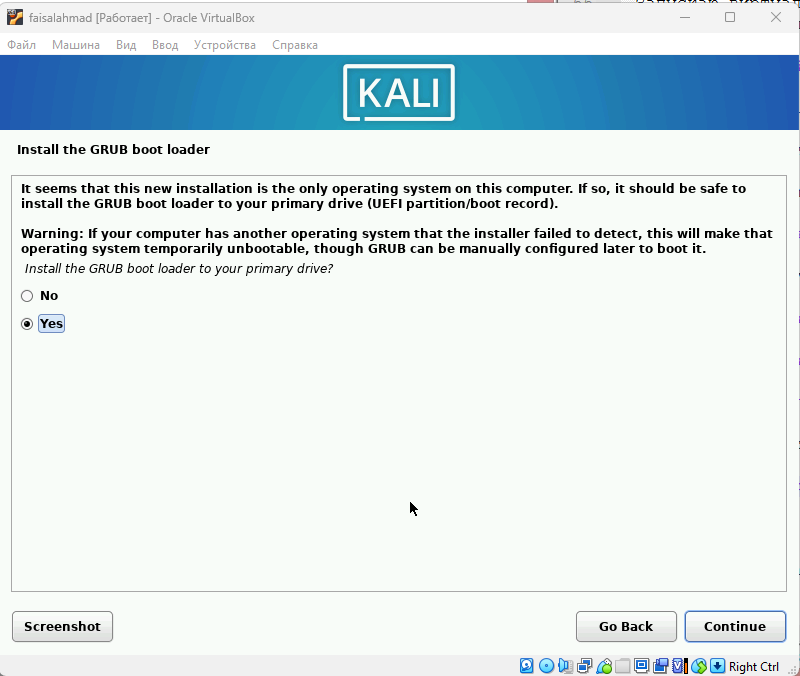 faisalahmad [Работает] - Oracle VirtualBox
Файл Машина Вид Ввод Устройства Справка
KALI
Install the GRUB boot loader
It seems that this new installation is the only operating system on this computer. If so, it should be safe to
install the GRUB boot loader to your primary drive (UEFI partition/boot record).
Warning: If your computer has another operating system that the installer failed to detect, this will make that
operating system temporarily unbootable, though GRUB can be manually configured later to boot it.
Install the GRUB boot loader to your primary drive?
No
Yes
Screenshot Go Back Continue
Right Ctrl